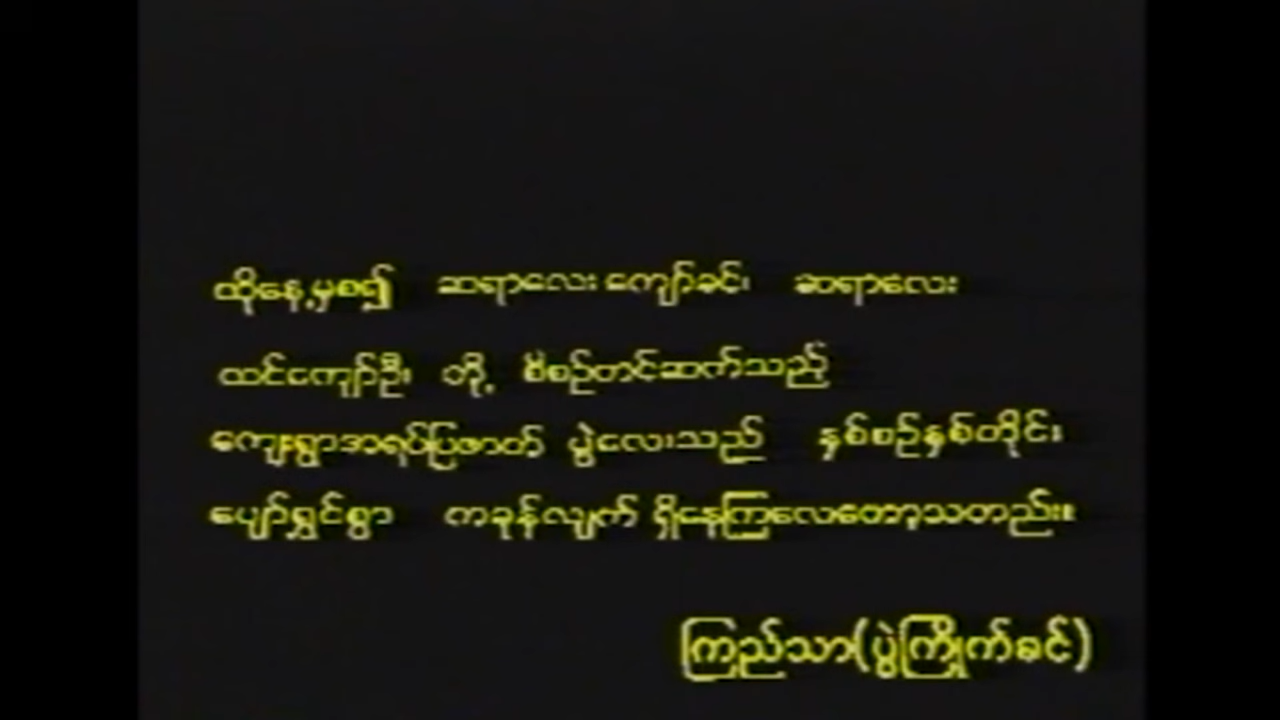 ထိုနေ့မှစ၍ ဆရာလေး ကျော်ခင်၊ ဆရာလေး
ထင်ကျော်ဦး တို့ စီစဉ်တင်ဆက်သည့်
ကျေးရွာအရပ်ပြဇာတ် ပွဲလေးသည် နှစ်စဉ်နှစ်တိုင်း
ပျော်ရွှင်စွာ ကခုန်လျက် ရှိနေကြလေတော့သတည်း။
ကြည်သာ(ပွဲကြိုက်ခင်)